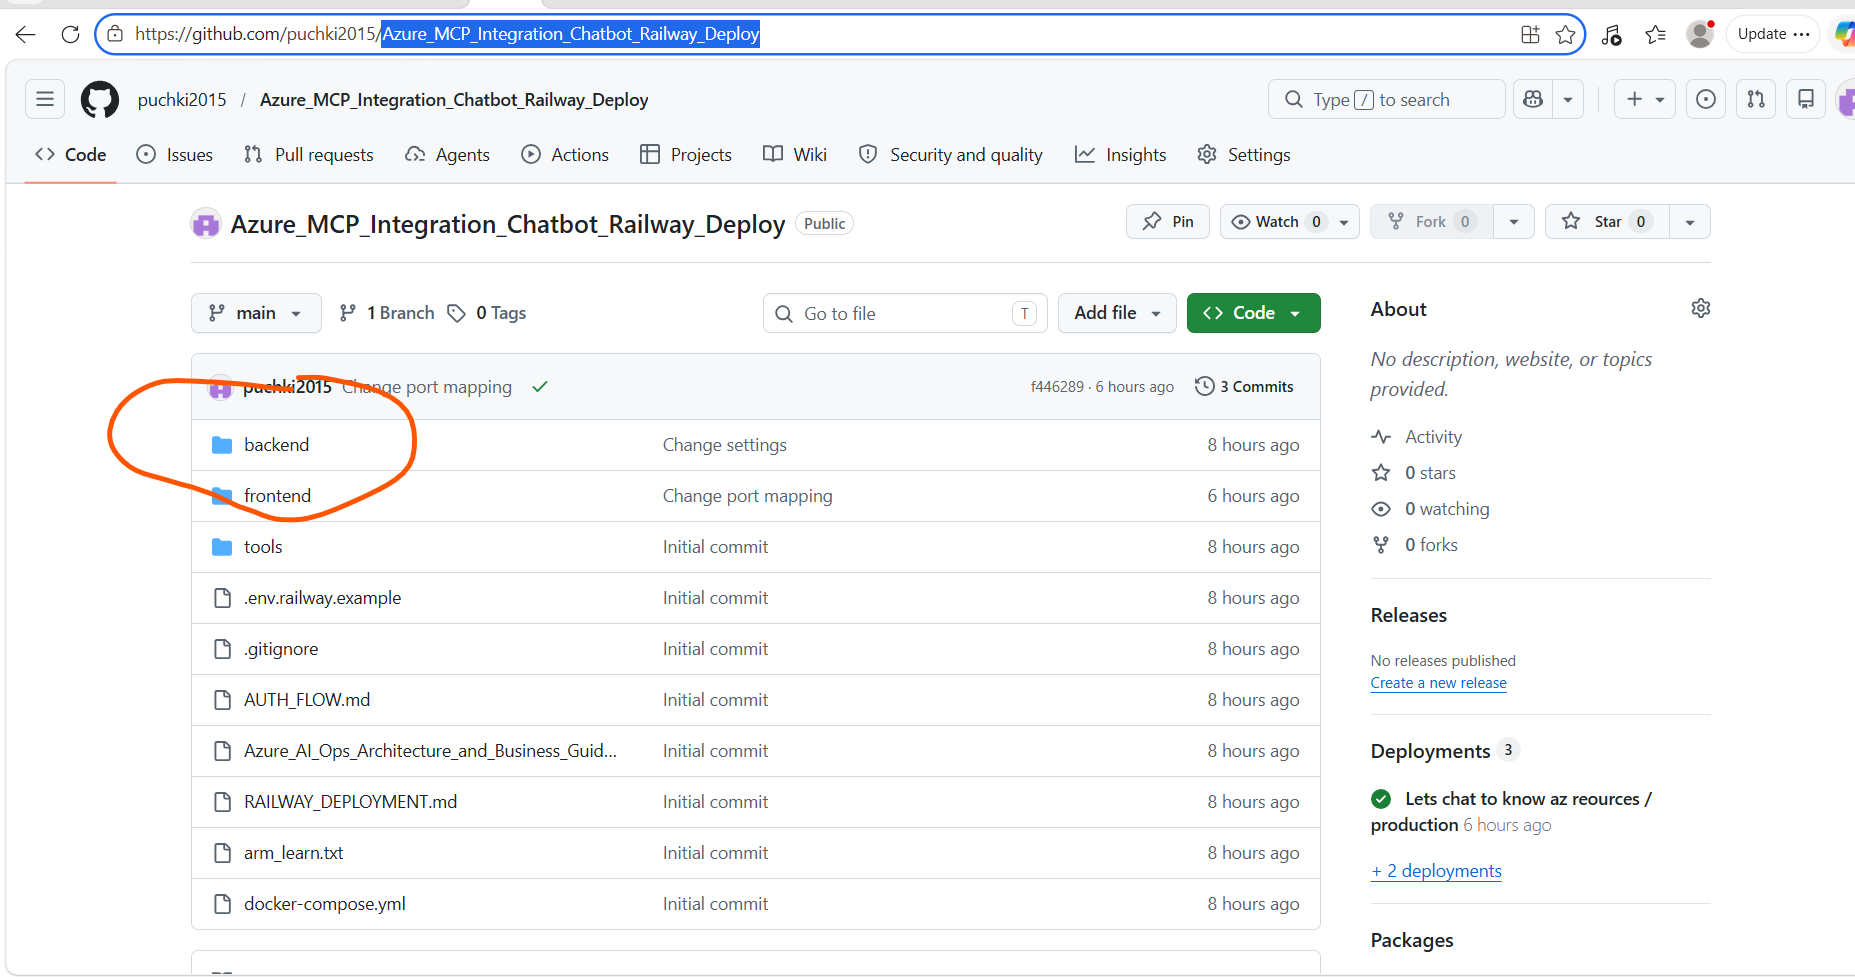 https://github.com/puchki2015/Azure_MCP_Integration_Chatbot_Railway_Deploy
Update
puchki2015 / Azure_MCP_Integration_Chatbot_Railway_Deploy
Type / to search
Code Issues Pull requests Agents Actions Projects Wiki Security and quality Insights Settings
Azure_MCP_Integration_Chatbot_Railway_Deploy Public
Pin Watch 0 Fork 0 Star 0
main 1 Branch 0 Tags Go to file T Add file Code
puchki2015 Change port mapping f446289 · 6 hours ago 3 Commits
backend Change settings 8 hours ago
frontend Change port mapping 6 hours ago
tools Initial commit 8 hours ago
.env.railway.example Initial commit 8 hours ago
.gitignore Initial commit 8 hours ago
AUTH_FLOW.md Initial commit 8 hours ago
Azure_AI_Ops_Architecture_and_Business_Guid... Initial commit 8 hours ago
RAILWAY_DEPLOYMENT.md Initial commit 8 hours ago
arm_learn.txt Initial commit 8 hours ago
docker-compose.yml Initial commit 8 hours ago
About
No description, website, or topics
provided.
Activity
0 stars
0 watching
0 forks
Releases
No releases published
Create a new release
Deployments 3
Lets chat to know az reources /
production 6 hours ago
+ 2 deployments
Packages